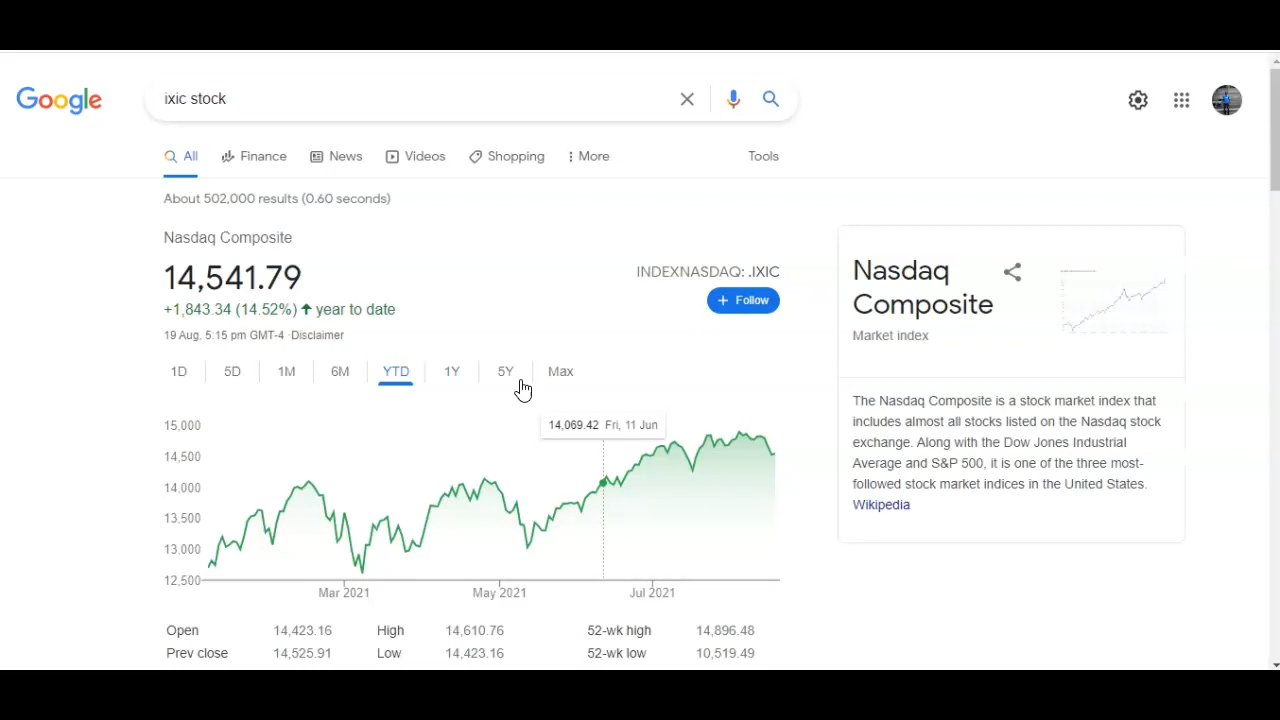 Google
ixic stock
All Finance News Videos Shopping More Tools
About 502,000 results (0.60 seconds)
Nasdaq Composite
14,541.79
INDEXNASDAQ: .IXIC
+1,843.34 (14.52%) year to date
+ Follow
19 Aug, 5:15 pm GMT-4 · Disclaimer
1D 5D 1M 6M YTD 1Y 5Y Max
14,069.42 Fri, 11 Jun
15,000
14,500
14,000
13,500
13,000
12,500
Mar 2021 May 2021 Jul 2021
Open 14,423.16 High 14,610.76 52-wk high 14,896.48
Prev close 14,525.91 Low 14,423.16 52-wk low 10,519.49
Nasdaq
Composite
Market index
The Nasdaq Composite is a stock market index that
includes almost all stocks listed on the Nasdaq stock
exchange. Along with the Dow Jones Industrial
Average and S&P 500, it is one of the three most-
followed stock market indices in the United States.
Wikipedia